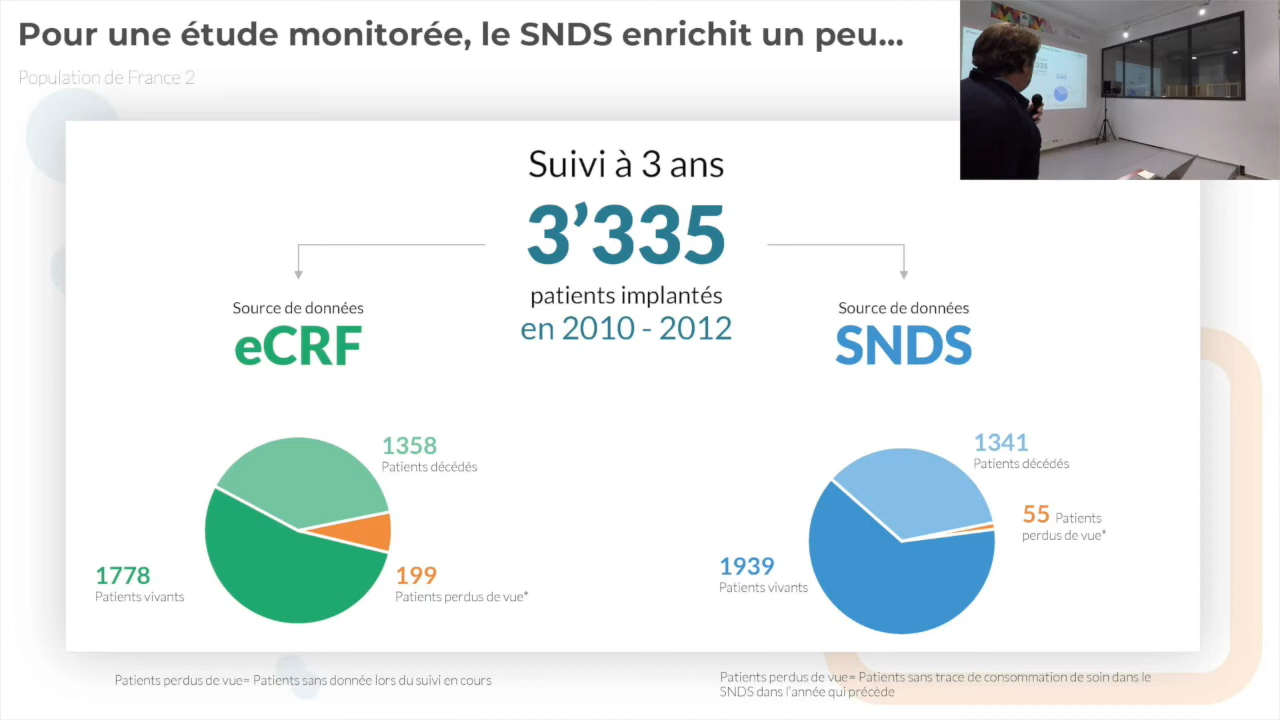 Pour une étude monitorée, le SNDS enrichit un peu...
Population de France 2
Suivi à 3 ans
3’335
patients implantés
en 2010 - 2012
Source de données
eCRF
Source de données
SNDS
1358
Patients décédés
1778
Patients vivants
199
Patients perdus de vue*
1341
Patients décédés
55 Patients
perdus de vue*
1939
Patients vivants
Patients perdus de vue= Patients sans donnée lors du suivi en cours
Patients perdus de vue= Patients sans trace de consommation de soin dans le
SNDS dans l'année qui précède